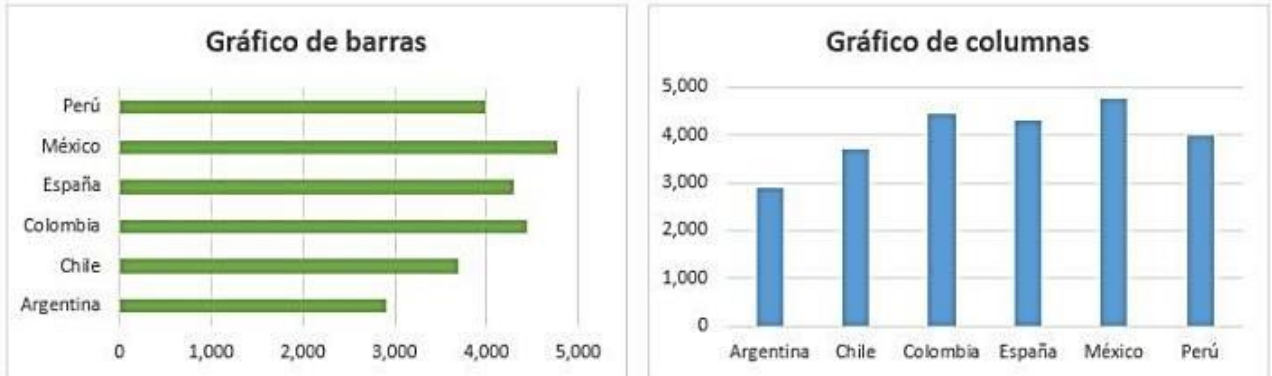 Gráfico de barras
Perú
México
España
Colombia
Chile
Argentina
0 1,000 2,000 3,000 4,000 5,000
Gráfico de columnas
5,000
4,000
3,000
2,000
1,000
0
Argentina Chile Colombia España México Perú